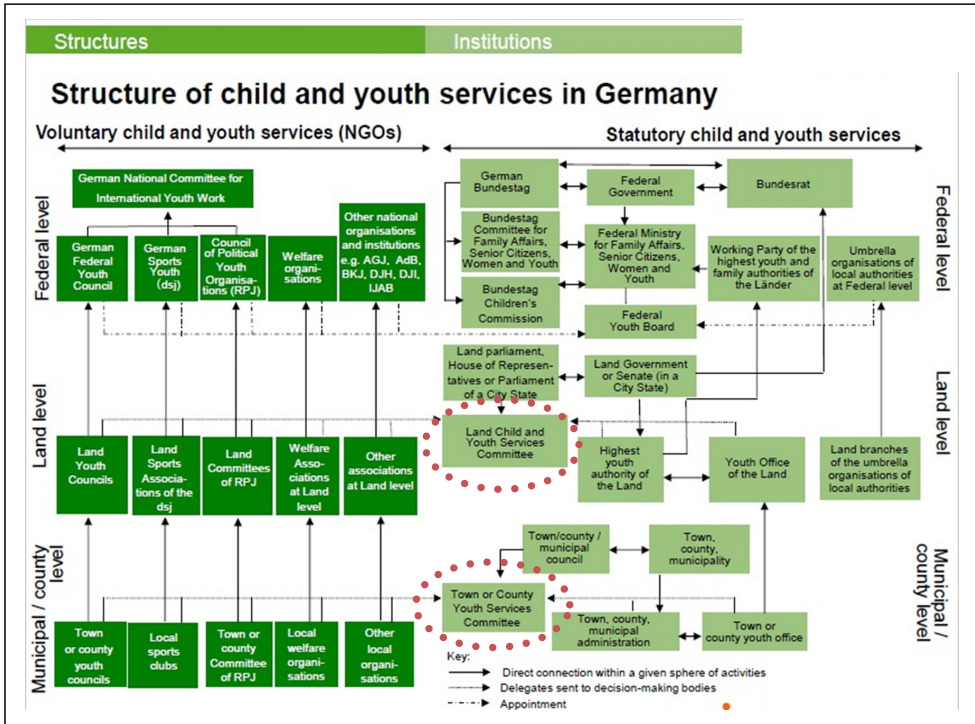 Structures
Institutions
Structure of child and youth services in Germany
Voluntary child and youth services (NGOs)
Statutory child and youth services
Federal level
German National Committee for
International Youth Work
German
Federal
Youth
Council
German
Sports
Youth
(dsj)
Council
of Political
Youth
Organisa-
tions (RPJ)
Welfare
organi-
sations
Other national
organisations
and institutions
e.g. AGJ, AdB,
BKJ, DJH, DJI,
IJAB
German
Bundestag
Federal
Government
Bundesrat
Bundestag
Committee for
Family Affairs,
Senior Citizens,
Women and Youth
Federal Ministry
for Family Affairs,
Senior Citizens,
Women and
Youth
Working Party of the
highest youth and
family authorities of
the Länder
Umbrella
organisations of
local authorities
at Federal level
Bundestag
Children's
Commission
Federal
Youth Board
Federal level
Land level
Land parliament,
House of Represen-
tatives or Parliament
of a City State
Land Government
or Senate (in a
City State)
Land Child and
Youth Services
Committee
Land
Youth
Councils
Land
Sports
Associa-
tions of the
dsj
Land
Committees
of RPJ
Welfare
Asso-
ciations
at Land
level
Other
associations
at Land level
Highest
youth
authority of
the Land
Youth Office
of the Land
Land branches
of the umbrella
organisations of
local authorities
Land level
Municipal / county
level
Town/county /
municipal
council
Town,
county,
municipality
Town or County
Youth Services
Committee
Town, county,
municipal
administration
Town or
county youth office
Town
or county
youth
councils
Local
sports
clubs
Town or
county
Committee
of RPJ
Local
welfare
organi-
sations
Other
local
organi-
sations
Municipal /
county level
Key:
Direct connection within a given sphere of activities
Delegates sent to decision-making bodies
Appointment